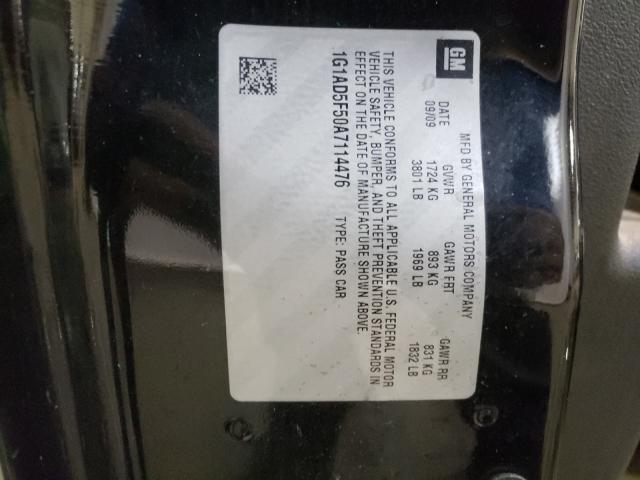 GM
MFD BY GENERAL MOTORS COMPANY
DATE GVWR GAWR FRT GAWR RR
09/09 1724 KG 893 KG 831 KG
3801 LB 1969 LB 1832 LB
THIS VEHICLE CONFORMS TO ALL APPLICABLE U.S. FEDERAL MOTOR
VEHICLE SAFETY, BUMPER, AND THEFT PREVENTION STANDARDS IN
EFFECT ON THE DATE OF MANUFACTURE SHOWN ABOVE.
1G1AD5F50A7114476 TYPE: PASS CAR